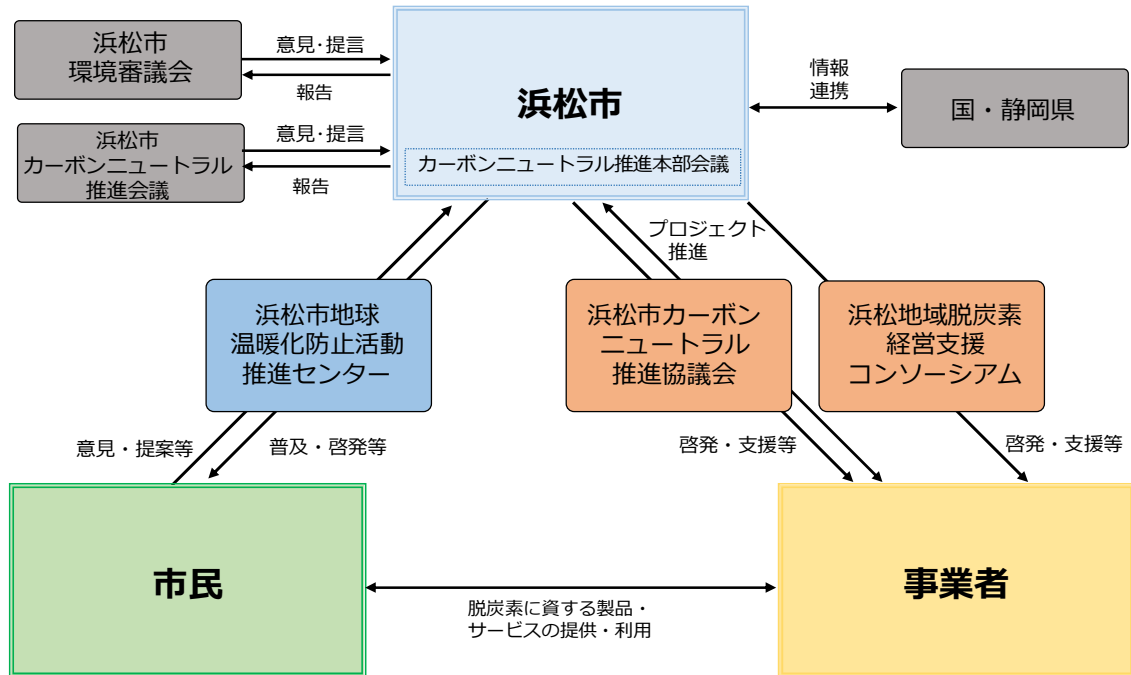 浜松市
環境審議会
意見・提言
報告
浜松市
カーボンニュートラル
推進会議
意見・提言
報告
浜松市
カーボンニュートラル推進本部会議
情報
連携
国・静岡県
プロジェクト
推進
浜松市地球
温暖化防止活動
推進センター
浜松市カーボン
ニュートラル
推進協議会
浜松地域脱炭素
経営支援
コンソーシアム
意見・提案等
普及・啓発等
啓発・支援等
啓発・支援等
市民
事業者
脱炭素に資する製品・
サービスの提供・利用